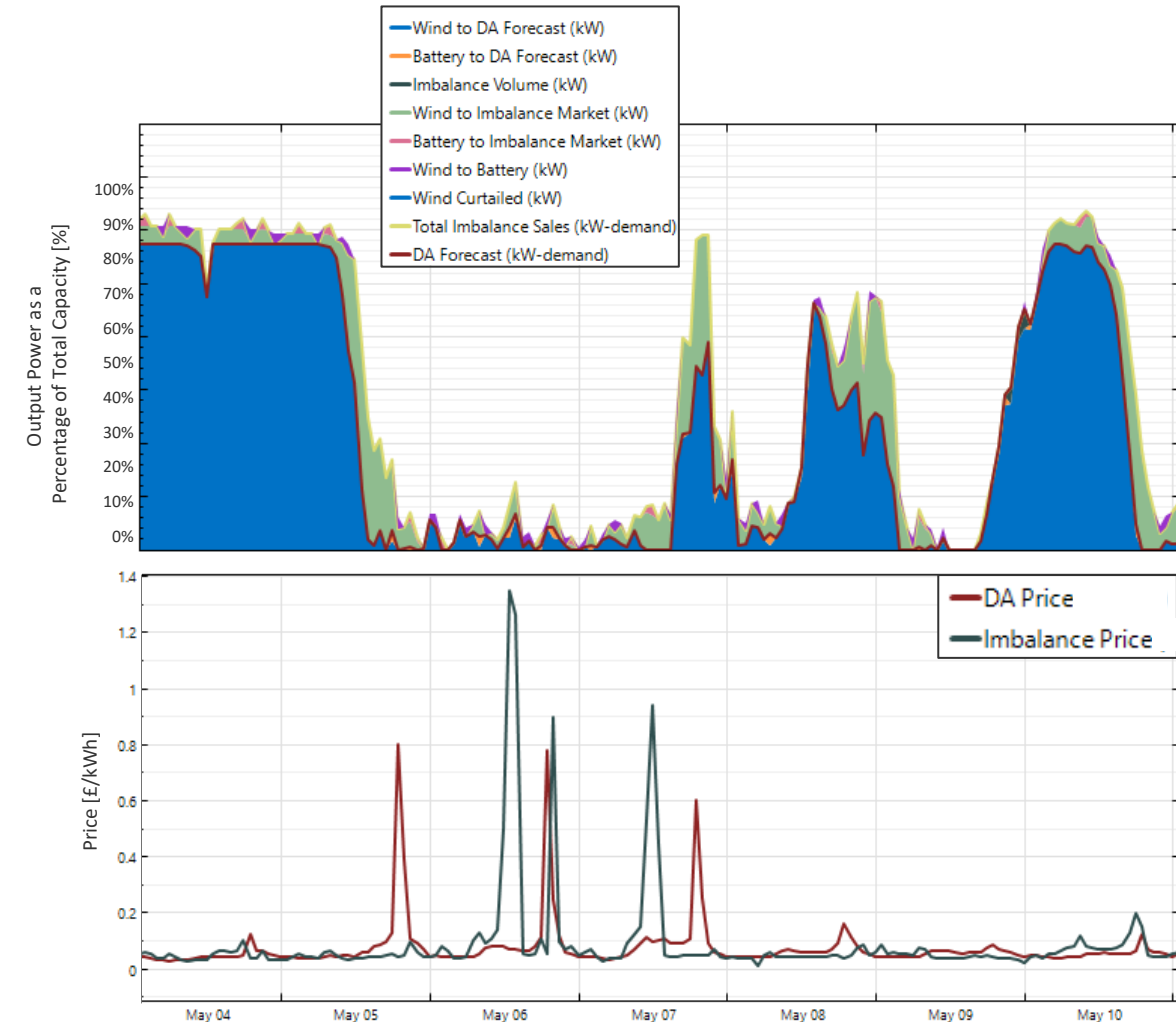 Wind to DA Forecast (kW)
Battery to DA Forecast (kW)
Imbalance Volume (kW)
Wind to Imbalance Market (kW)
Battery to Imbalance Market (kW)
Wind to Battery (kW)
Wind Curtailed (kW)
Total Imbalance Sales (kW-demand)
DA Forecast (kW-demand)
Output Power as a
Percentage of Total Capacity [%]
100%
90%
80%
70%
60%
50%
40%
30%
20%
10%
0%
DA Price
Imbalance Price
Price [£/kWh]
1.4
1.2
1
0.8
0.6
0.4
0.2
0
May 04 May 05 May 06 May 07 May 08 May 09 May 10